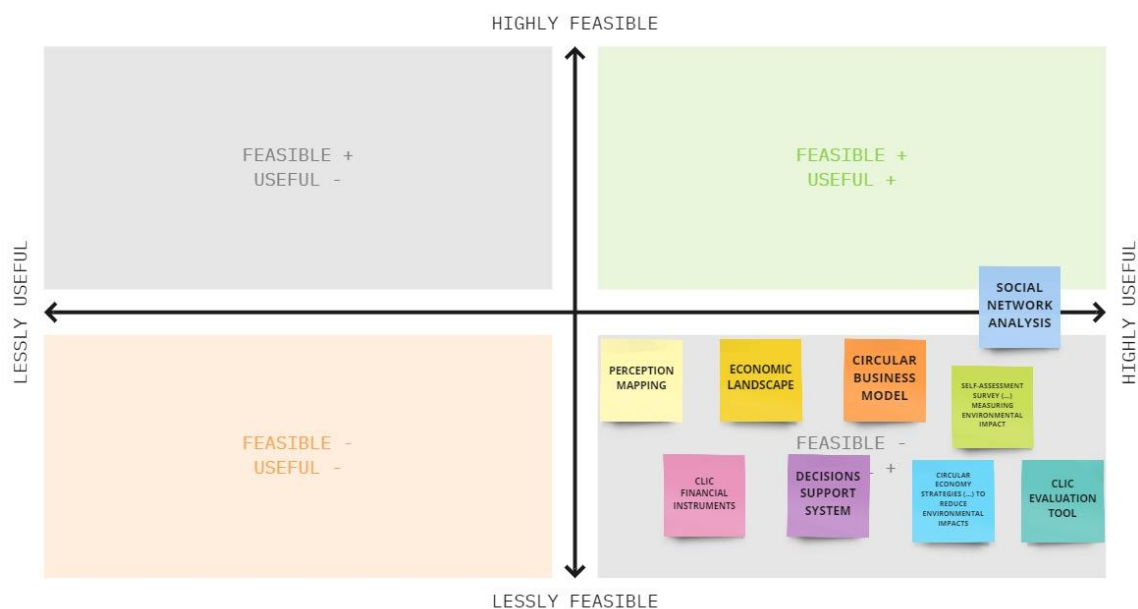 HIGHLY FEASIBLE
FEASIBLE +
USEFUL -
FEASIBLE +
USEFUL +
LESSLY USEFUL
HIGHLY USEFUL
SOCIAL
NETWORK
ANALYSIS
PERCEPTION
MAPPING
ECONOMIC
LANDSCAPE
CIRCULAR
BUSINESS
MODEL
SELF-ASSESSMENT
SURVEY (...)
MEASURING
ENVIRONMENTAL
IMPACT
FEASIBLE -
USEFUL -
FEASIBLE -
+
CLIC
FINANCIAL
INSTRUMENTS
DECISIONS
SUPPORT
SYSTEM
CIRCULAR
ECONOMY
STRATEGIES (...) TO
REDUCE
ENVIRONMENTAL
IMPACTS
CLIC
EVALUATION
TOOL
LESSLY FEASIBLE